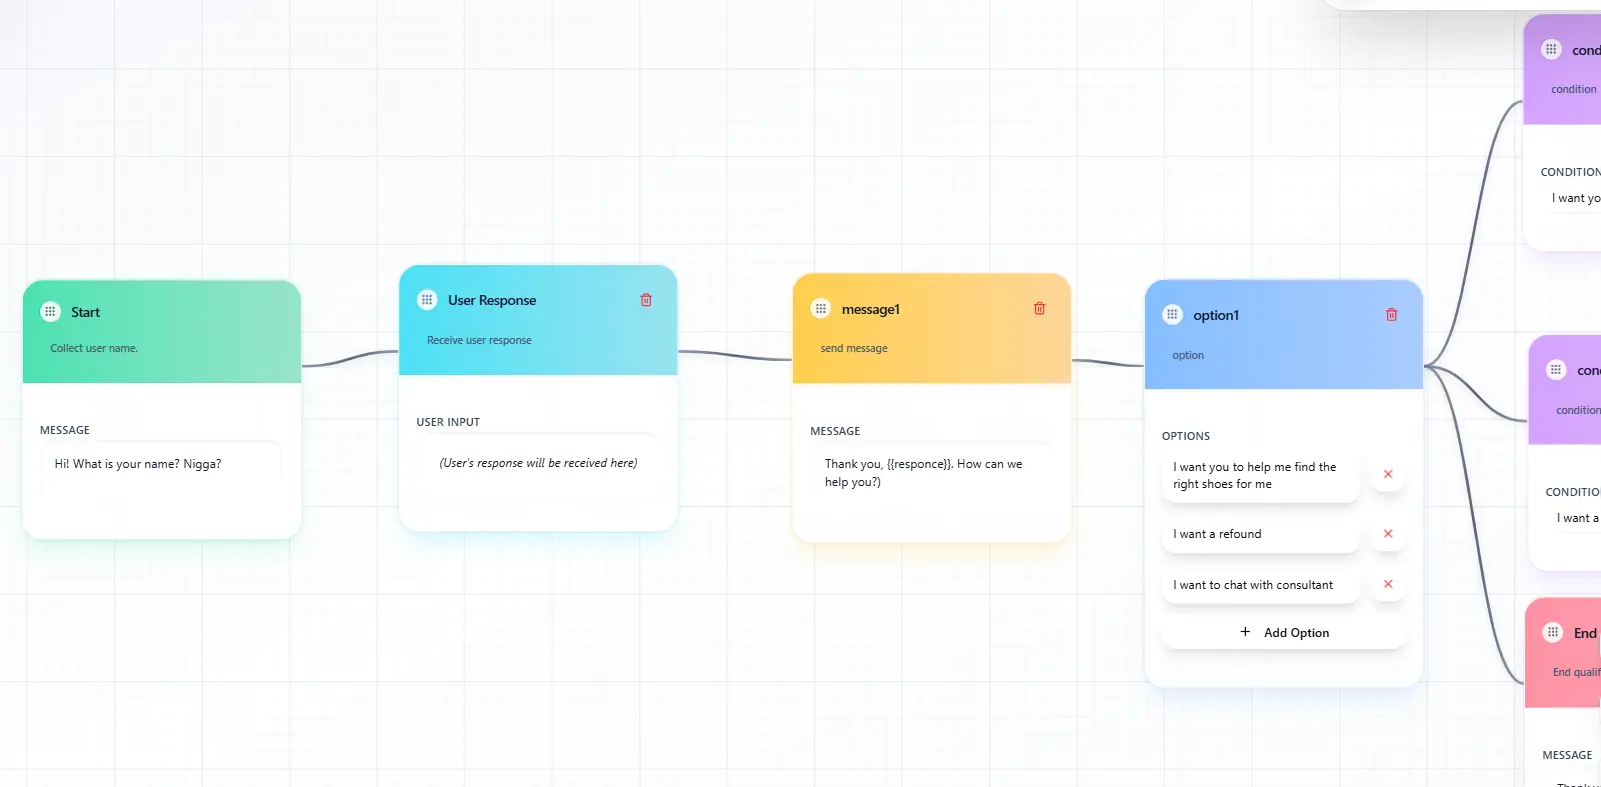 Start
Collect user name.
MESSAGE
Hi! What is your name? Nigga?
User Response
Receive user response
USER INPUT
(User's response will be received here)
message1
send message
MESSAGE
Thank you, {{responce}}. How can we
help you?)
option1
option
OPTIONS
I want you to help me find the
right shoes for me
I want a refound
I want to chat with consultant
+ Add Option
cond
condition
CONDITION
I want yo
con
condition
CONDITIO
I want a
End
End qualif
MESSAGE